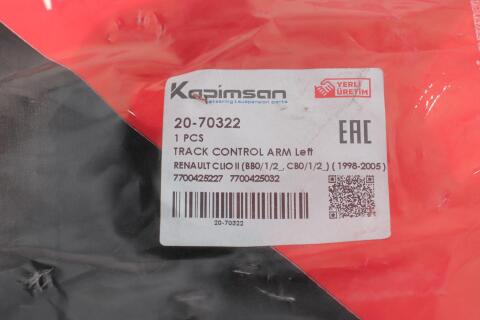 Kapimsan
steering & suspension parts
YERLİ
ÜRETİM
20-70322
1 PCS
TRACK CONTROL ARM Left
RENAULT CLIO II (BB0/1/2_, CB0/1/2_) ( 1998-2005)
7700425227 7700425032
EAC
20-70322